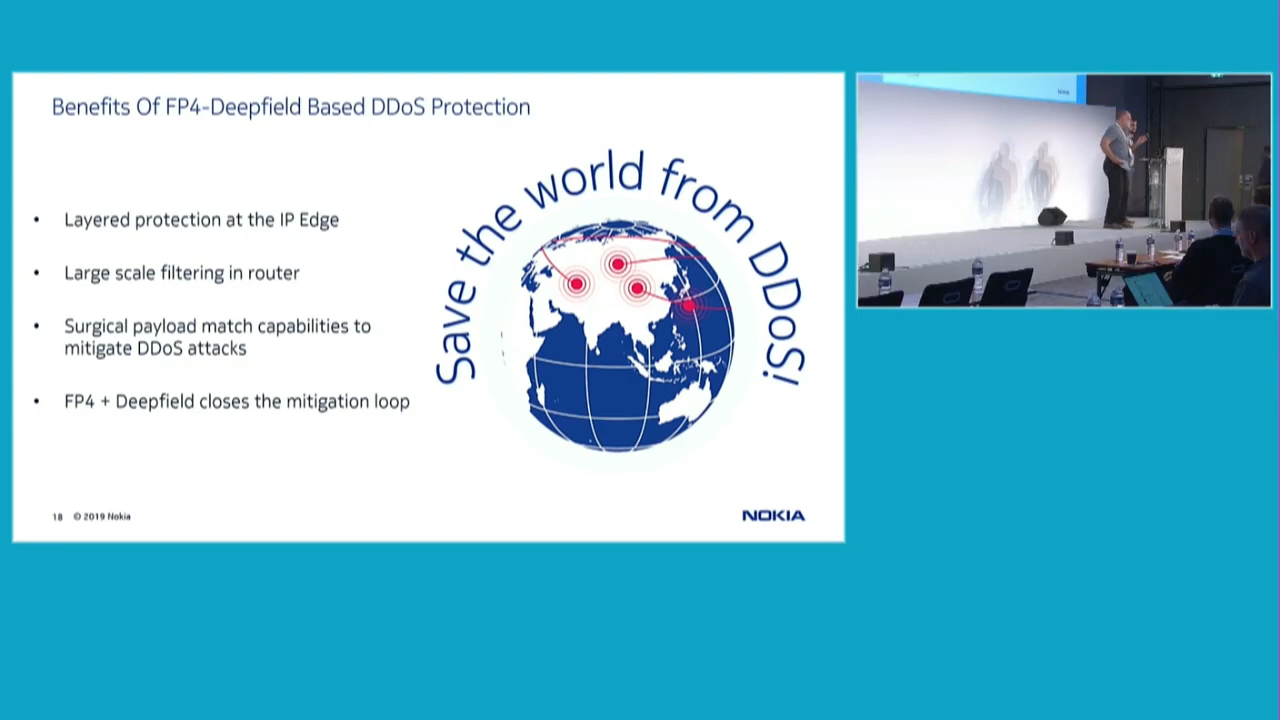 Benefits Of FP4-Deepfield Based DDoS Protection
• Layered protection at the IP Edge
• Large scale filtering in router
• Surgical payload match capabilities to
mitigate DDoS attacks
• FP4 + Deepfield closes the mitigation loop
Save the world from DDoS!
18 © 2019 Nokia
NOKIA
NOKIA